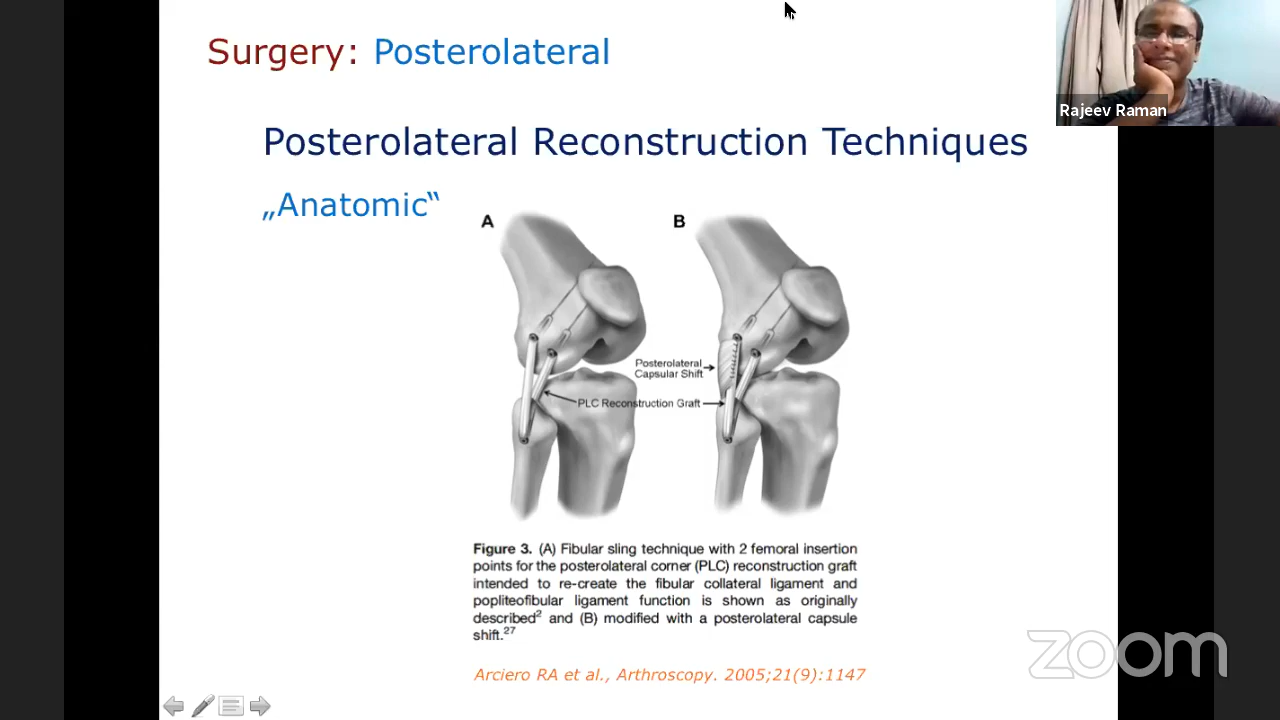 Surgery: Posterolateral
Rajeev Raman
Posterolateral Reconstruction Techniques
„Anatomic“
A
B
Posterolateral
Capsular Shift
PLC Reconstruction Graft
Figure 3. (A) Fibular sling technique with 2 femoral insertion
points for the posterolateral corner (PLC) reconstruction graft
intended to re-create the fibular collateral ligament and
popliteofibular ligament function is shown as originally
described2 and (B) modified with a posterolateral capsule
shift.27
Arciero RA et al., Arthroscopy. 2005;21(9):1147
zoom